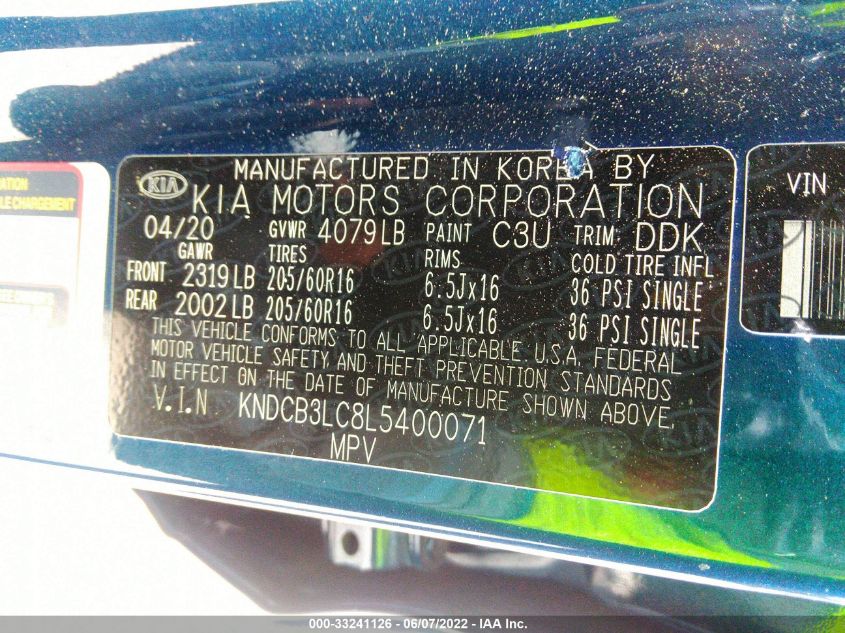 MANUFACTURED IN KOREA BY
KIA KIA MOTORS CORPORATION
04/20 GVWR 4079LB PAINT C3U TRIM: DDK
GAWR TIRES RIMS COLD TIRE INFL
FRONT 2319LB 205/60R16 6.5Jx16 36 PSI SINGLE
REAR 2002LB 205/60R16 6.5Jx16 36 PSI SINGLE
THIS VEHICLE CONFORMS TO ALL APPLICABLE U.S.A. FEDERAL
MOTOR VEHICLE SAFETY AND THEFT PREVENTION STANDARDS
IN EFFECT ON THE DATE OF MANUFACTURE SHOWN ABOVE.
V.I.N KNDCB3LC8L5400071
MPV
VIN
LE CHARGEMENT
000-33241126 - 06/07/2022 - IAA Inc.